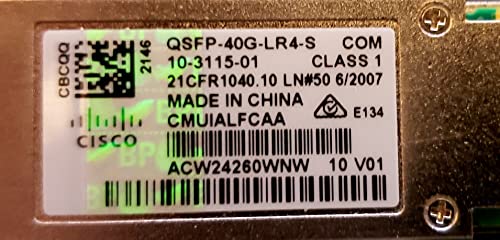 CBCQQ
2146
QSFP-40G-LR4-S COM
10-3115-01 CLASS 1
21CFR1040.10 LN#50 6/2007
MADE IN CHINA
CMUIALFCAA E134
CISCO
ACW24260WNW 10 V01